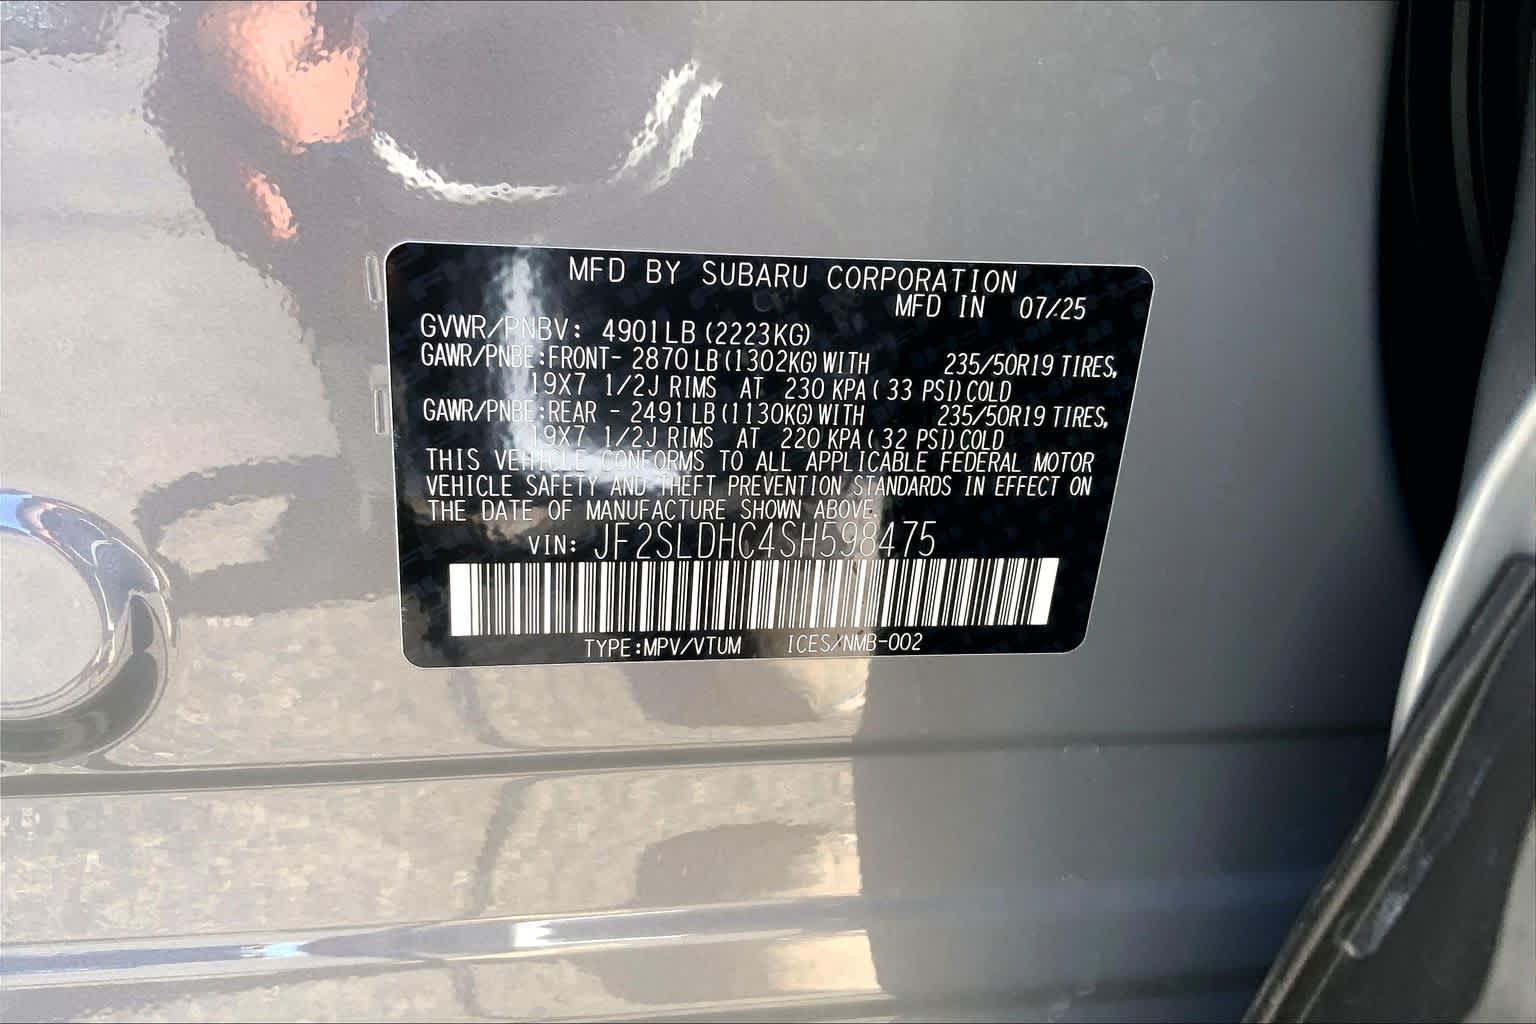 MFD BY SUBARU CORPORATION
MFD IN 07/25
GVWR/PNBV: 4901LB (2223KG)
GAWR/PNBE:FRONT- 2870 LB (1302KG) WITH 235/50R19 TIRES,
19X7 1/2J RIMS AT 230 KPA ( 33 PSI) COLD
GAWR/PNBE:REAR - 2491 LB (1130KG) WITH 235/50R19 TIRES,
19X7 1/2J RIMS AT 220 KPA ( 32 PSI) COLD
THIS VEHICLE CONFORMS TO ALL APPLICABLE FEDERAL MOTOR
VEHICLE SAFETY AND THEFT PREVENTION STANDARDS IN EFFECT ON
THE DATE OF MANUFACTURE SHOWN ABOVE.
VIN: JF2SLDHC4SH598475
TYPE:MPV/VTUM ICES/NMB-002